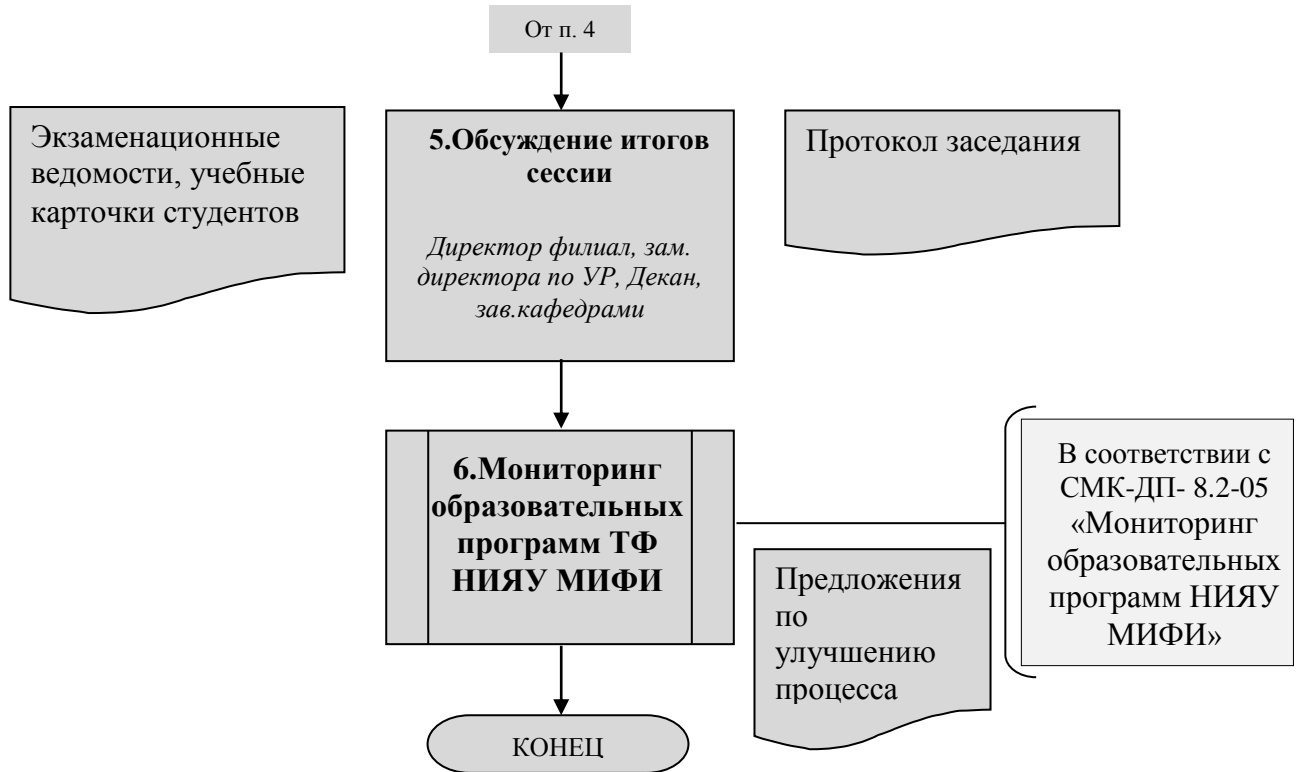 От п. 4
Экзаменационные
ведомости, учебные
карточки студентов
5.Обсуждение итогов
сессии
Директор филиал, зам.
директора по УР, Декан,
зав.кафедрами
Протокол заседания
6.Мониторинг
образовательных
программ ТФ
НИЯУ МИФИ
В соответствии с
СМК-ДП- 8.2-05
«Мониторинг
образовательных
программ НИЯУ
МИФИ»
Предложения
по
улучшению
процесса
КОНЕЦ